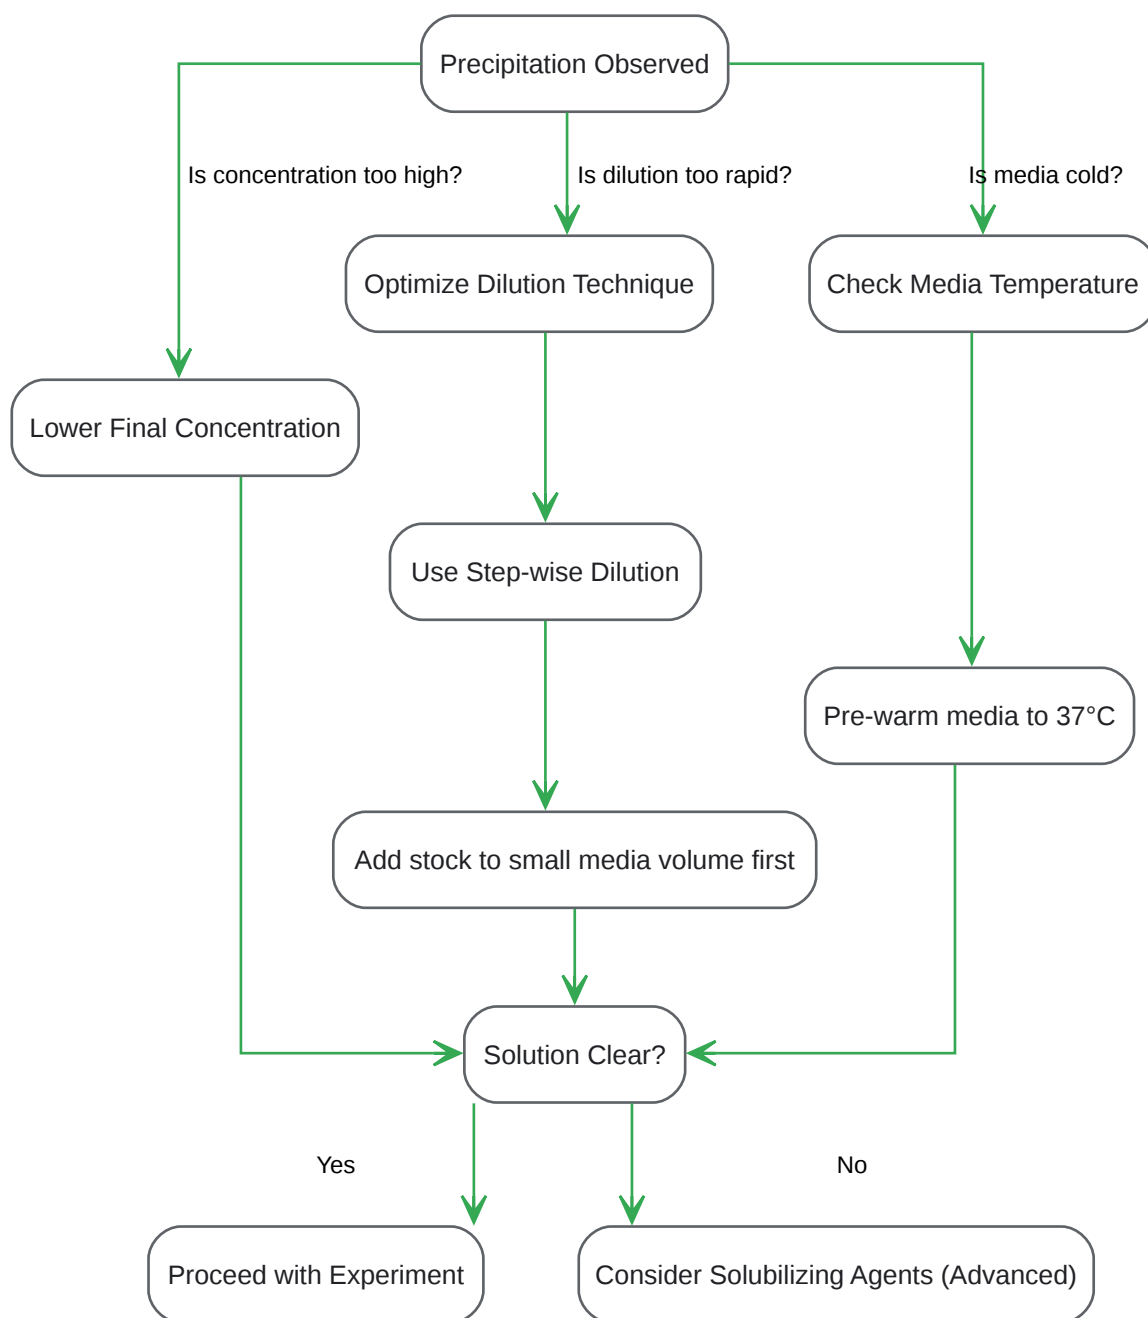 Precipitation Observed
Is concentration too high?
Is dilution too rapid?
Is media cold?
Optimize Dilution Technique
Check Media Temperature
Lower Final Concentration
Use Step-wise Dilution
Pre-warm media to 37°C
Add stock to small media volume first
Solution Clear?
Yes
No
Proceed with Experiment
Consider Solubilizing Agents (Advanced)